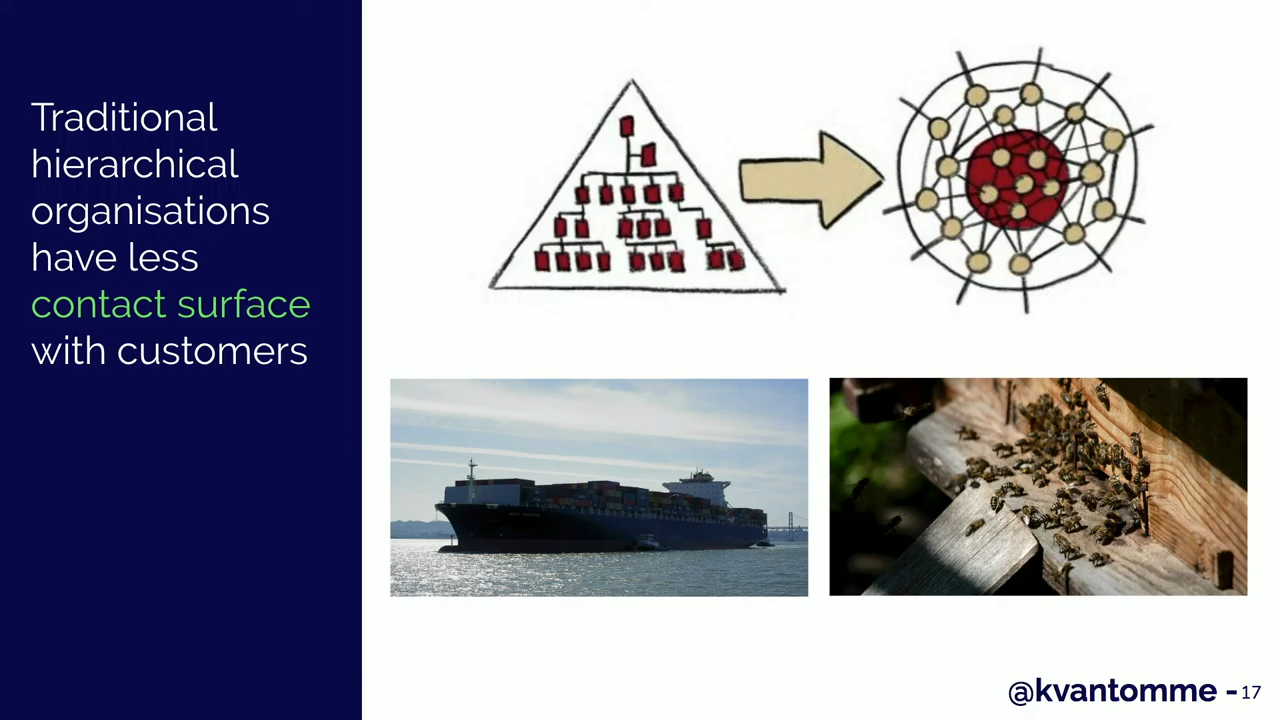 Traditional
hierarchical
organisations
have less
contact surface
with customers
@kvantomme - 17